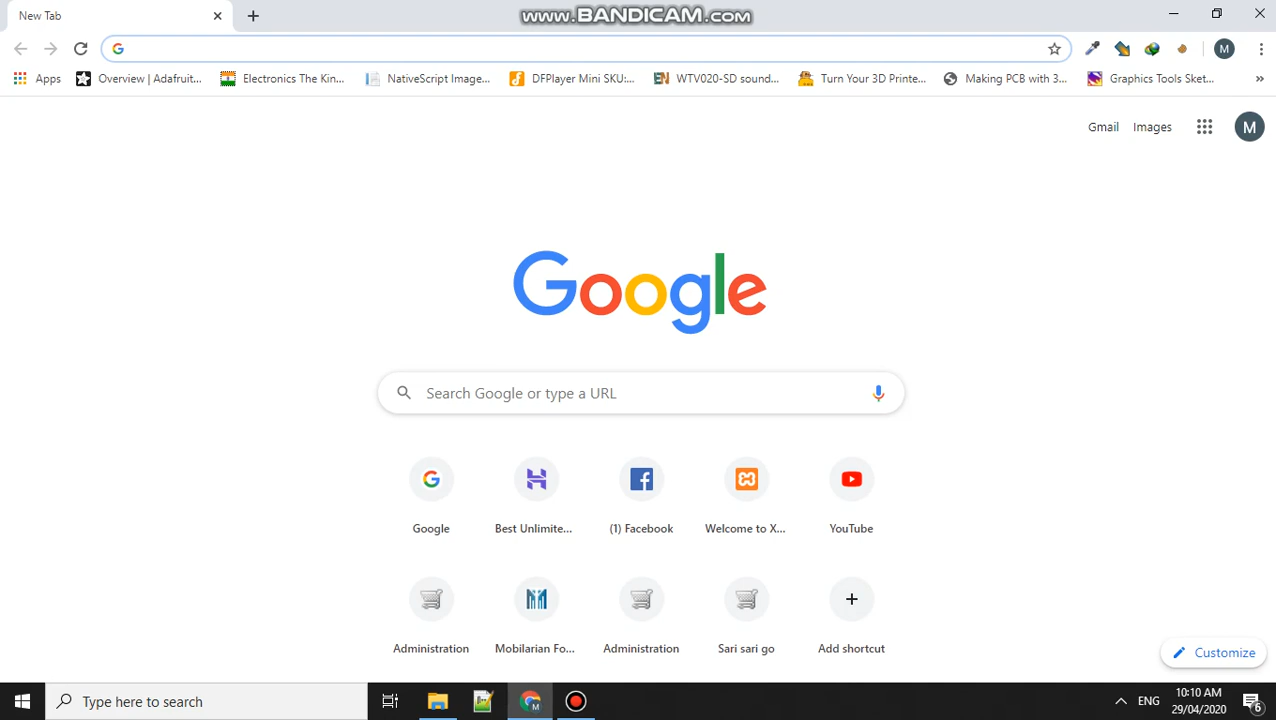 New Tab
www.BANDICAM.com
Apps
Overview | Adafruit...
Electronics The Kin...
NativeScript Image...
DFPlayer Mini SKU:...
WTV020-SD sound...
Turn Your 3D Printe...
Making PCB with 3...
Graphics Tools Sket...
»
M
Gmail
Images
M
Google
Search Google or type a URL
Google
Best Unlimite...
(1) Facebook
Welcome to X...
YouTube
Administration
Mobilarian Fo...
Administration
Sari sari go
Add shortcut
Customize
Type here to search
ENG
10:10 AM
29/04/2020
6